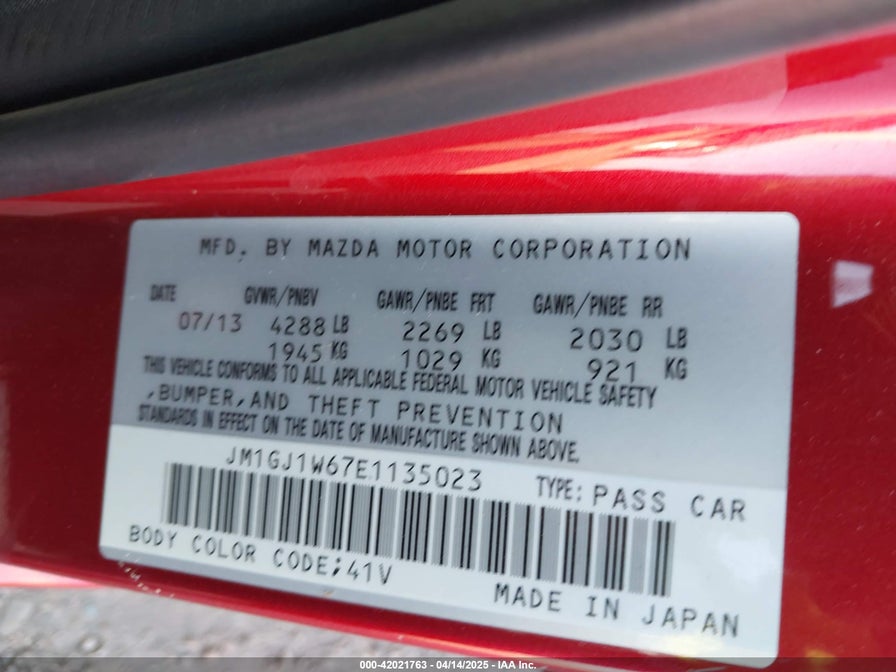 MFD. BY MAZDA MOTOR CORPORATION
DATE GVWR/PNBV GAWR/PNBE FRT GAWR/PNBE RR
07/13 4288 LB 2269 LB 2030 LB
1945 KG 1029 KG 921 KG
THIS VEHICLE CONFORMS TO ALL APPLICABLE FEDERAL MOTOR VEHICLE SAFETY
,BUMPER,AND THEFT PREVENTION
STANDARDS IN EFFECT ON THE DATE OF MANUFACTURE SHOWN ABOVE.
JM1GJ1W67E1135023 TYPE: PASS CAR
BODY COLOR CODE;41V
MADE IN JAPAN
000-42021763 - 04/14/2025 - IAA Inc.